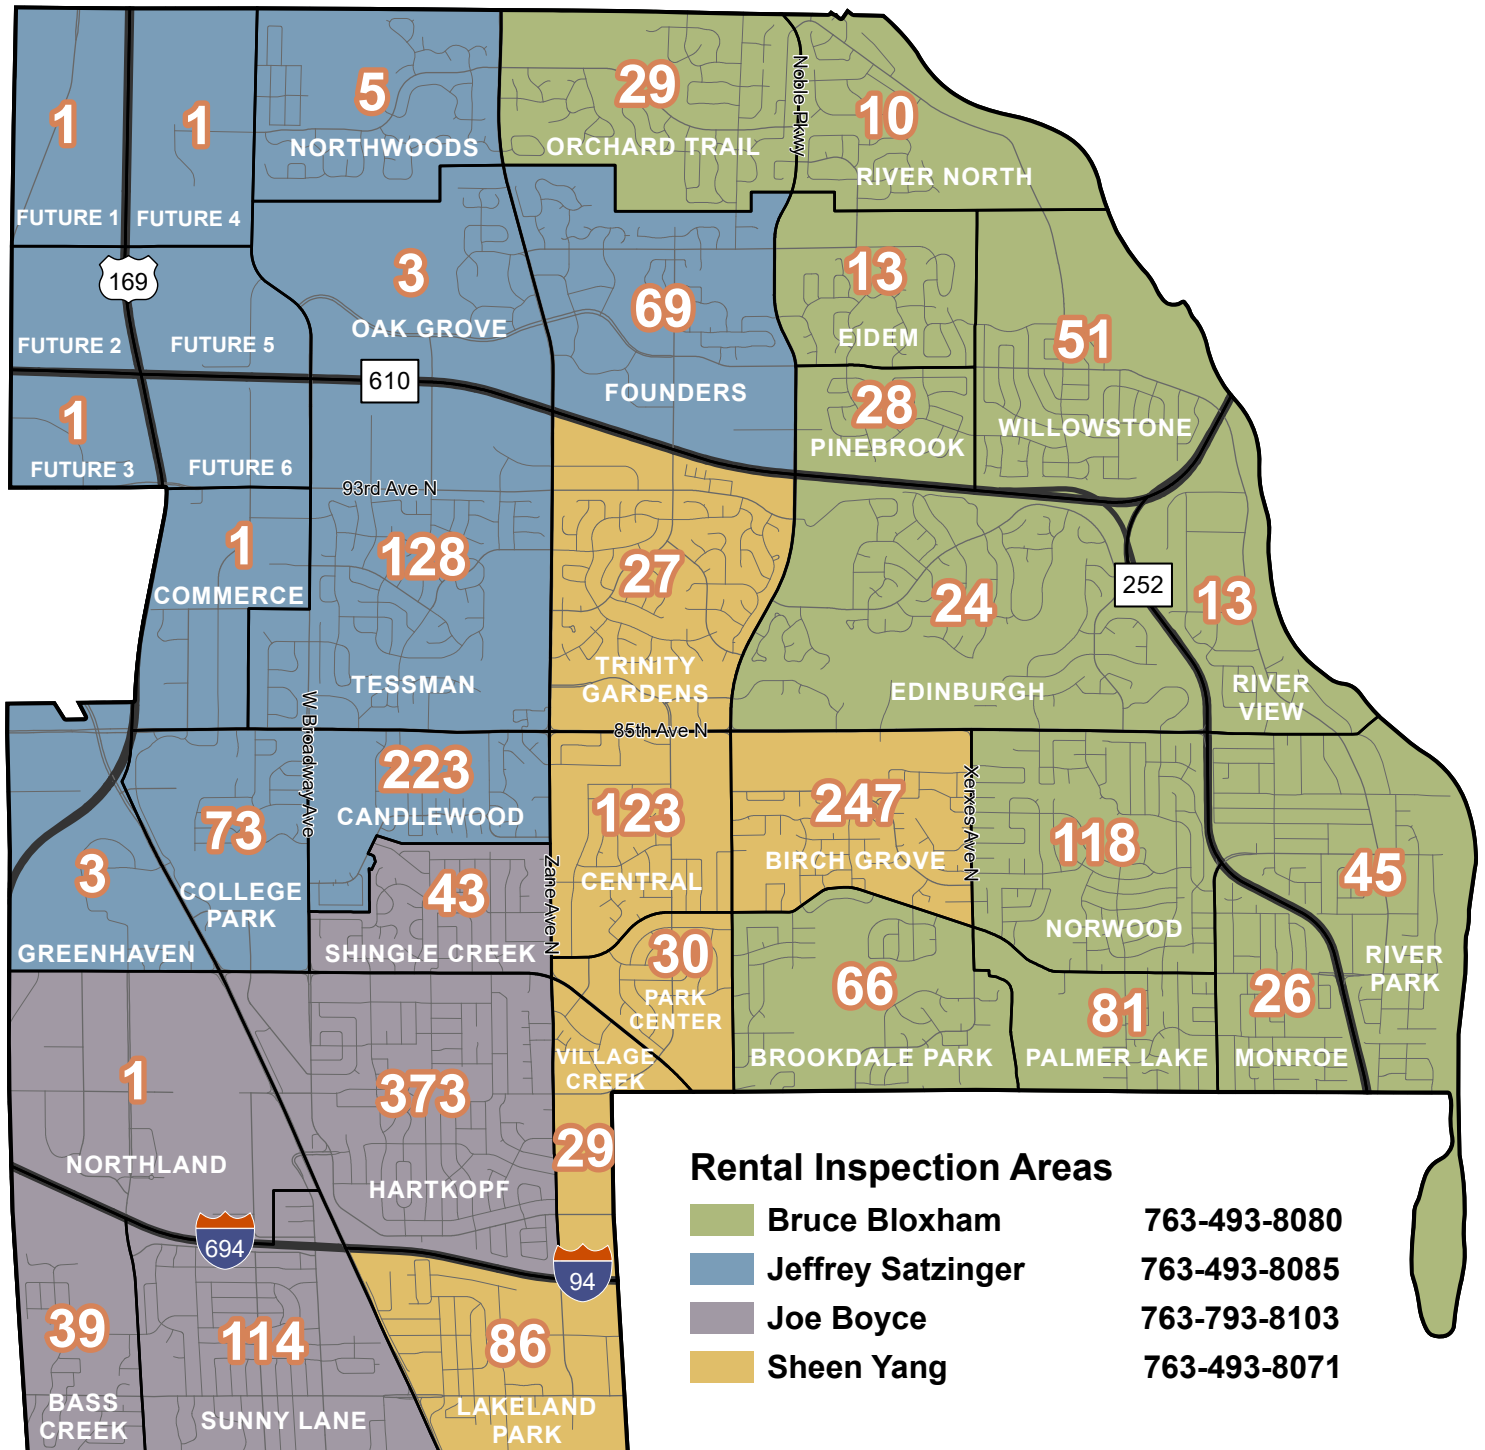 1
FUTURE 1
1
FUTURE 4
5
NORTHWOODS
29
ORCHARD TRAIL
Noble Pkwy
10
RIVER NORTH
169
FUTURE 2
FUTURE 5
3
OAK GROVE
69
FOUNDERS
13
EIDEM
51
WILLOWSTONE
610
28
PINEBROOK
1
FUTURE 3
FUTURE 6
93rd Ave N
1
COMMERCE
128
TESSMAN
27
TRINITY
GARDENS
24
EDINBURGH
252
13
RIVER
VIEW
W Broadway Ave
85th Ave N
3
GREENHAVEN
73
COLLEGE
PARK
223
CANDLEWOOD
43
SHINGLE CREEK
Zane Ave N
123
CENTRAL
247
BIRCH GROVE
Xerxes Ave N
118
NORWOOD
45
RIVER
PARK
30
PARK
CENTER
66
BROOKDALE PARK
81
PALMER LAKE
26
MONROE
1
NORTHLAND
373
HARTKOPF
VILLAGE
CREEK
29
694
94
39
BASS
CREEK
114
SUNNY LANE
86
LAKELAND
PARK
Rental Inspection Areas
Bruce Bloxham 763-493-8080
Jeffrey Satzinger 763-493-8085
Joe Boyce 763-793-8103
Sheen Yang 763-493-8071